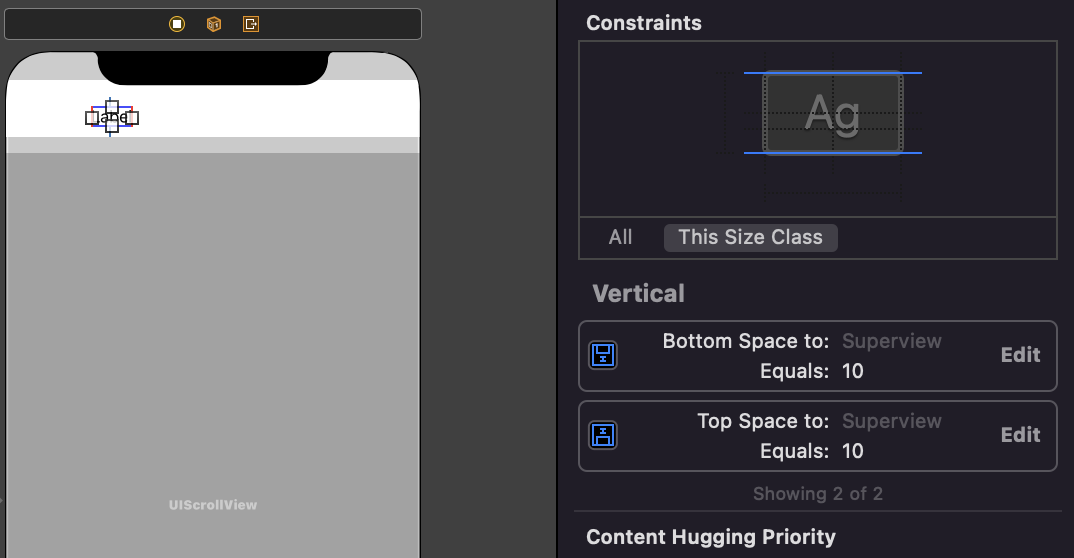 Constraints
Ag
All This Size Class
Vertical
Bottom Space to: Superview
Equals: 10
Edit
Top Space to: Superview
Equals: 10
Edit
Showing 2 of 2
Content Hugging Priority
UIScrollView